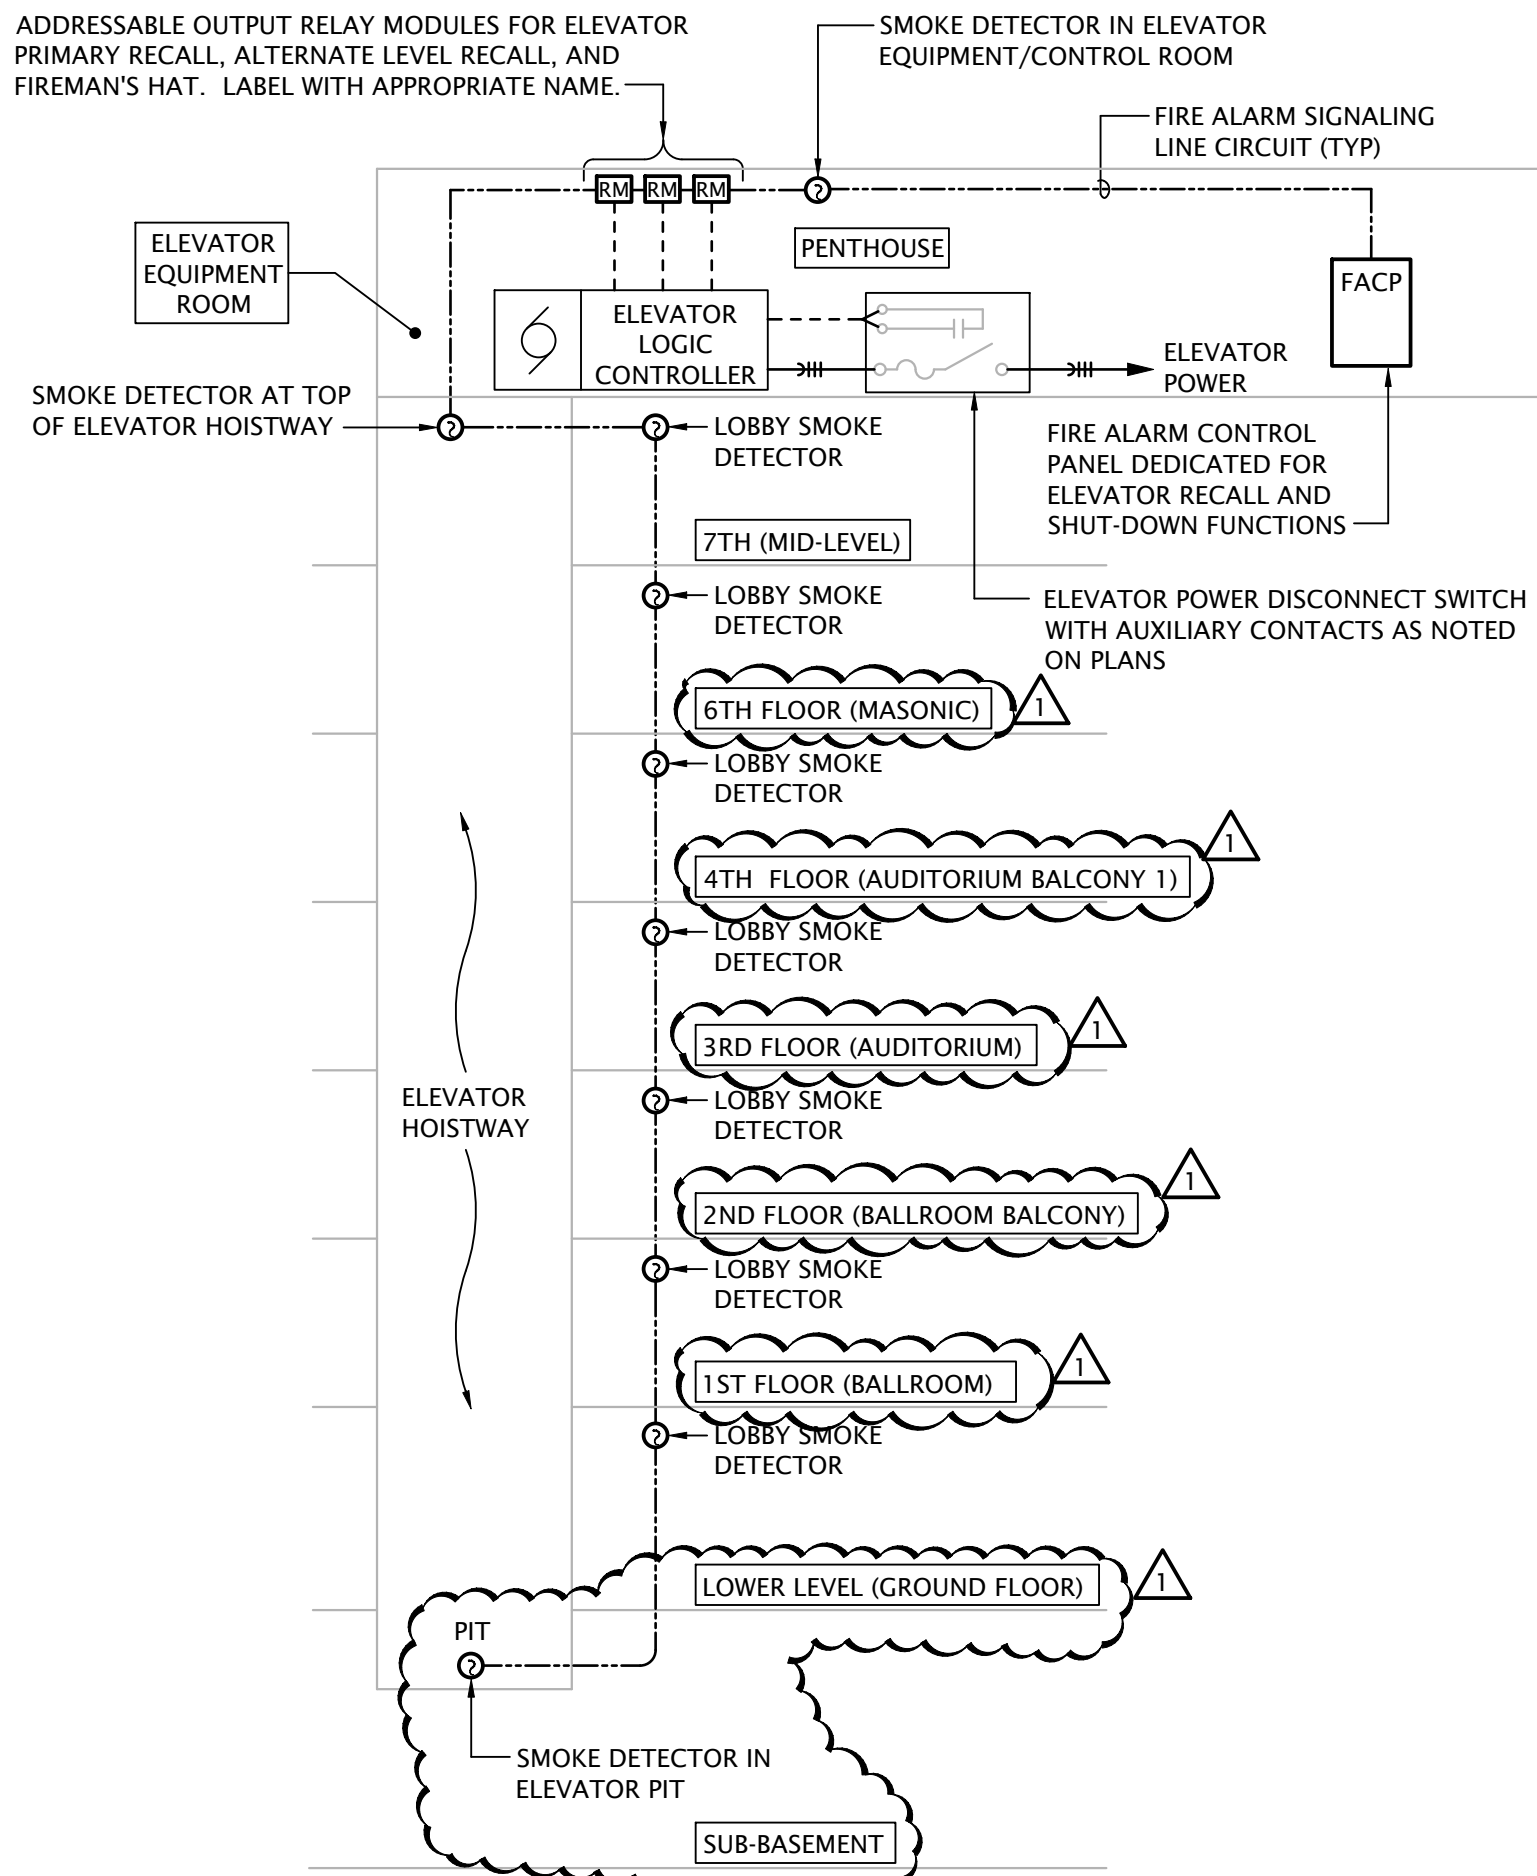 ADDRESSABLE OUTPUT RELAY MODULES FOR ELEVATOR
PRIMARY RECALL, ALTERNATE LEVEL RECALL, AND
FIREMAN'S HAT.  LABEL WITH APPROPRIATE NAME.
SMOKE DETECTOR IN ELEVATOR
EQUIPMENT/CONTROL ROOM
FIRE ALARM SIGNALING
LINE CIRCUIT (TYP)
RM
RM
RM
ELEVATOR
EQUIPMENT
ROOM
PENTHOUSE
FACP
ELEVATOR
LOGIC
CONTROLLER
ELEVATOR
POWER
SMOKE DETECTOR AT TOP
OF ELEVATOR HOISTWAY
LOBBY SMOKE
DETECTOR
FIRE ALARM CONTROL
PANEL DEDICATED FOR
ELEVATOR RECALL AND
SHUT-DOWN FUNCTIONS
7TH (MID-LEVEL)
LOBBY SMOKE
DETECTOR
ELEVATOR POWER DISCONNECT SWITCH
WITH AUXILIARY CONTACTS AS NOTED
ON PLANS
6TH FLOOR (MASONIC)
1
LOBBY SMOKE
DETECTOR
4TH  FLOOR (AUDITORIUM BALCONY 1)
1
LOBBY SMOKE
DETECTOR
3RD FLOOR (AUDITORIUM)
1
ELEVATOR
HOISTWAY
LOBBY SMOKE
DETECTOR
2ND FLOOR (BALLROOM BALCONY)
1
LOBBY SMOKE
DETECTOR
1ST FLOOR (BALLROOM)
1
LOBBY SMOKE
DETECTOR
LOWER LEVEL (GROUND FLOOR)
1
PIT
SMOKE DETECTOR IN
ELEVATOR PIT
SUB-BASEMENT